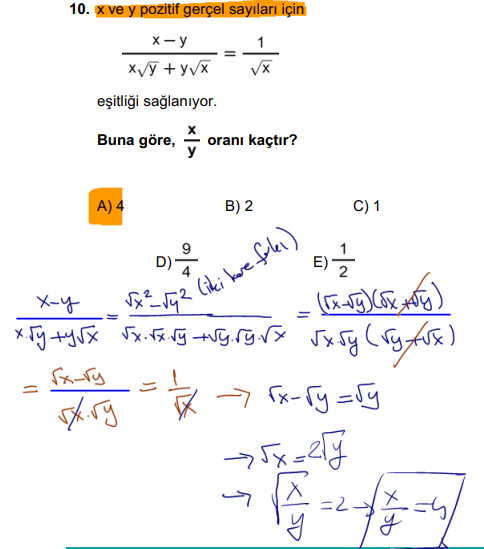 10. x ve y pozitif gerçel sayıları için
x – y / x√y + y√x = 1 / √x
eşitliği sağlanıyor.
Buna göre, x/y oranı kaçtır?
A) 4 B) 2 C) 1
D) 9/4 E) 1/2
x-y / x.√y+y√x = √x²-√y² (iki kare farkı) / √x.√x.√y+√y.√y.√x = (√x-√y)(√x+√y) / √x.√y(√y+√x)
= √x-√y / √x.√y = 1/√x → √x-√y=√y
→√x=2√y
→ √x/y =2→ x/y=4